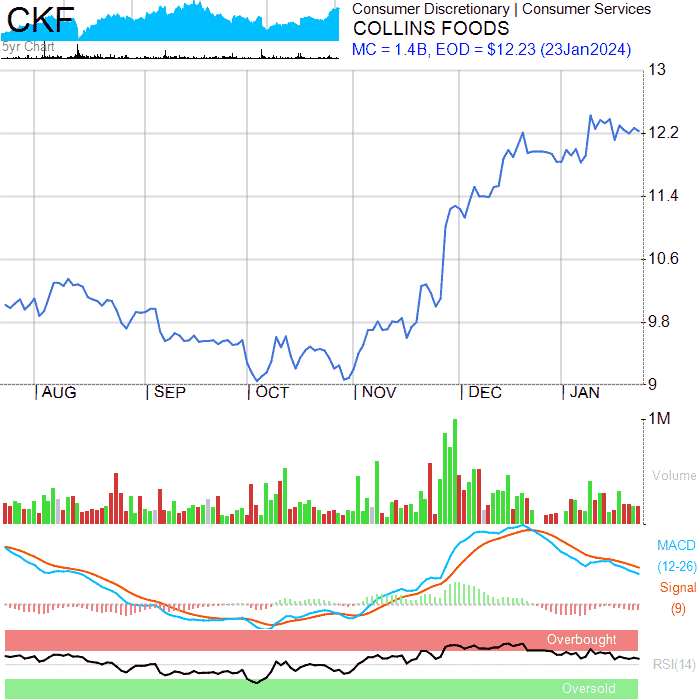 CKF
5yr Chart
Consumer Discretionary | Consumer Services
COLLINS FOODS
MC = 1.4B, EOD = $12.23 (23Jan2024)
13
12.2
11.4
10.6
9.8
9
| AUG | SEP | OCT | NOV | DEC | JAN
1M
Volume
MACD
(12-26)
Signal
(9)
Overbought
RSI(14)
Oversold